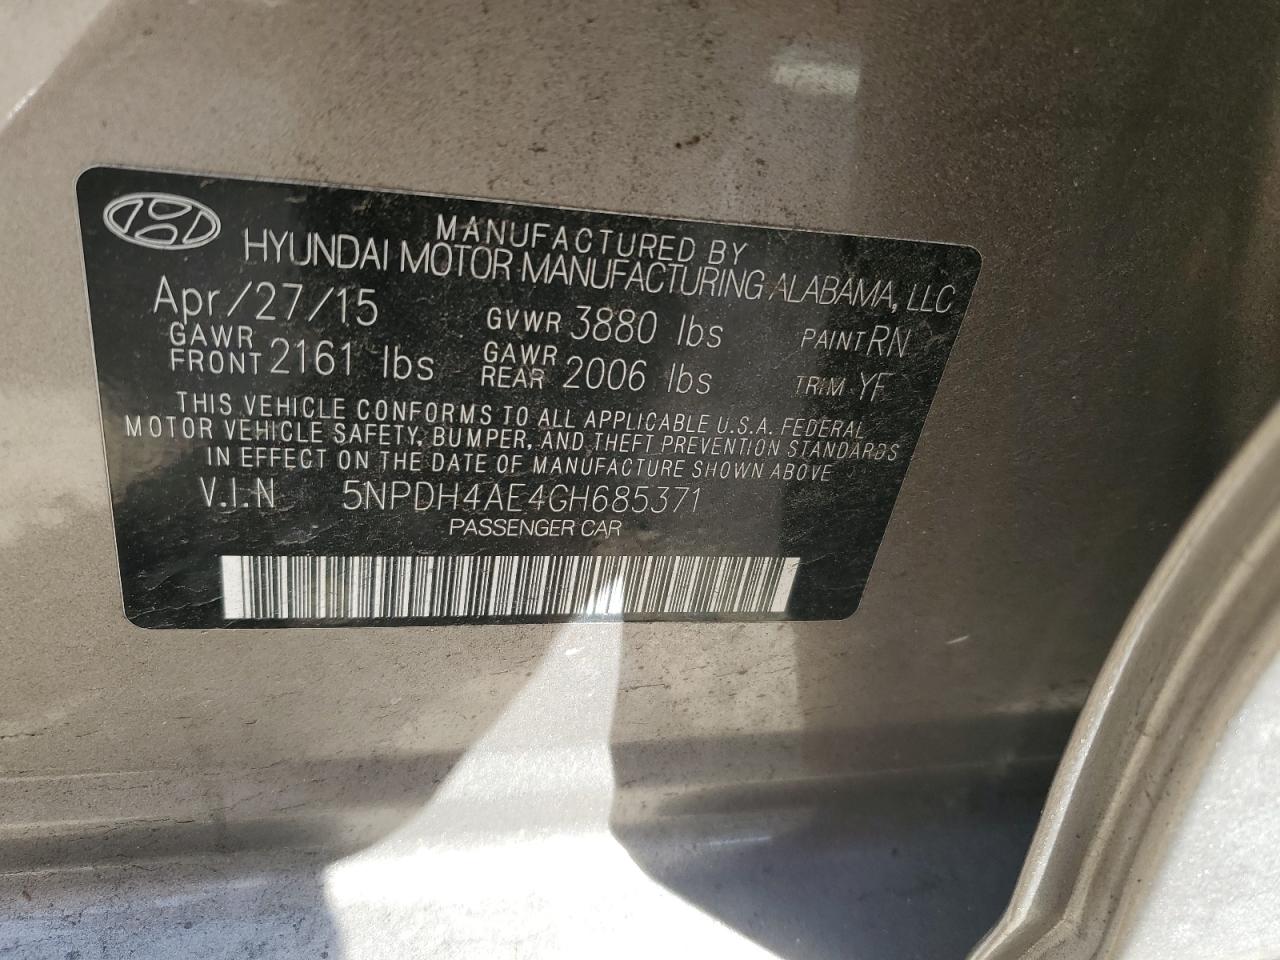 MANUFACTURED BY
HYUNDAI MOTOR MANUFACTURING ALABAMA, LLC
Apr/27/15 GVWR 3880 lbs PAINT RN
GAWR FRONT 2161 lbs GAWR REAR 2006 lbs TRIM YF
THIS VEHICLE CONFORMS TO ALL APPLICABLE U.S.A. FEDERAL
MOTOR VEHICLE SAFETY, BUMPER, AND THEFT PREVENTION STANDARDS
IN EFFECT ON THE DATE OF MANUFACTURE SHOWN ABOVE
V.I.N 5NPDH4AE4GH685371
PASSENGER CAR